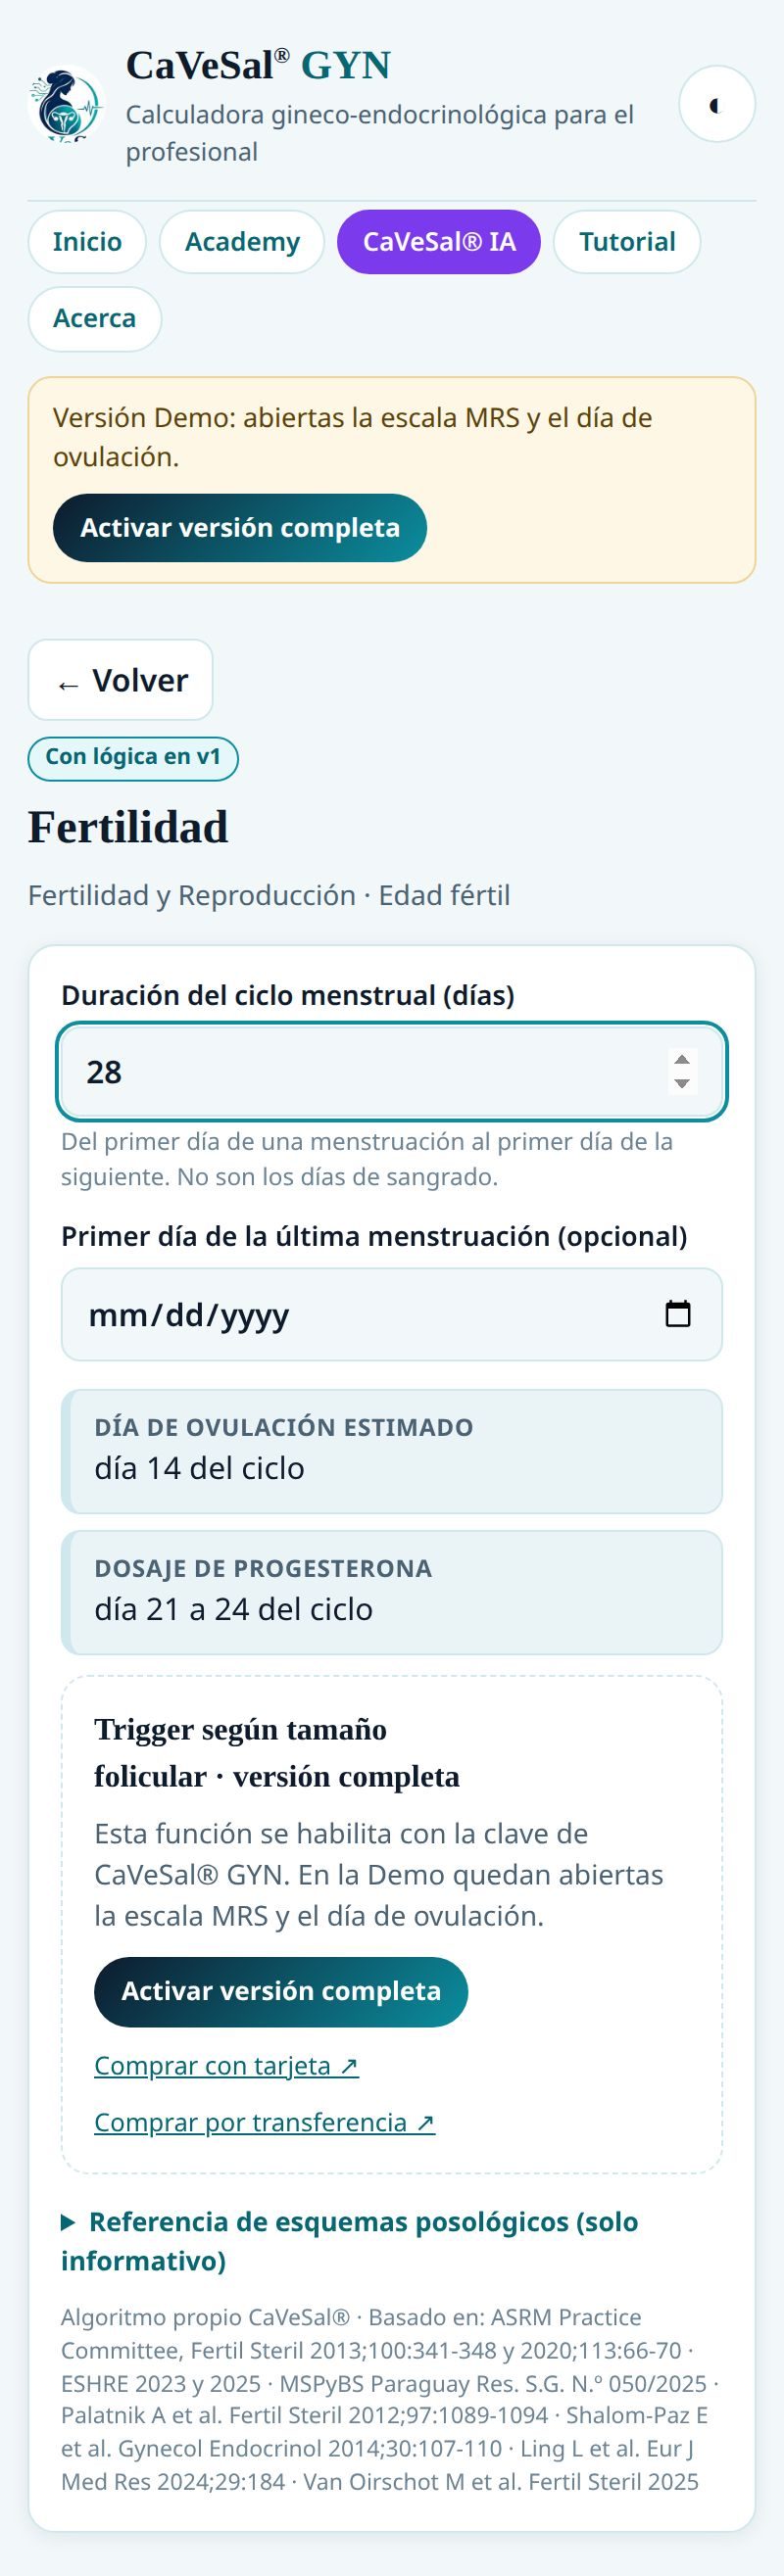 CaVeSal® GYN
Calculadora gineco-endocrinológica para el
profesional
Inicio
Academy
CaVeSal® IA
Tutorial
Acerca
Versión Demo: abiertas la escala MRS y el día de
ovulación.
Activar versión completa
← Volver
Con lógica en v1
Fertilidad
Fertilidad y Reproducción · Edad fértil
Duración del ciclo menstrual (días)
28
Del primer día de una menstruación al primer día de la
siguiente. No son los días de sangrado.
Primer día de la última menstruación (opcional)
mm/dd/yyyy
DÍA DE OVULACIÓN ESTIMADO
día 14 del ciclo
DOSAJE DE PROGESTERONA
día 21 a 24 del ciclo
Trigger según tamaño
folicular · versión completa
Esta función se habilita con la clave de
CaVeSal® GYN. En la Demo quedan abiertas
la escala MRS y el día de ovulación.
Activar versión completa
Comprar con tarjeta ↗
Comprar por transferencia ↗
▶ Referencia de esquemas posológicos (solo
informativo)
Algoritmo propio CaVeSal® · Basado en: ASRM Practice
Committee, Fertil Steril 2013;100:341-348 y 2020;113:66-70 ·
ESHRE 2023 y 2025 · MSPyBS Paraguay Res. S.G. N.º 050/2025 ·
Palatnik A et al. Fertil Steril 2012;97:1089-1094 · Shalom-Paz E
et al. Gynecol Endocrinol 2014;30:107-110 · Ling L et al. Eur J
Med Res 2024;29:184 · Van Oirschot M et al. Fertil Steril 2025